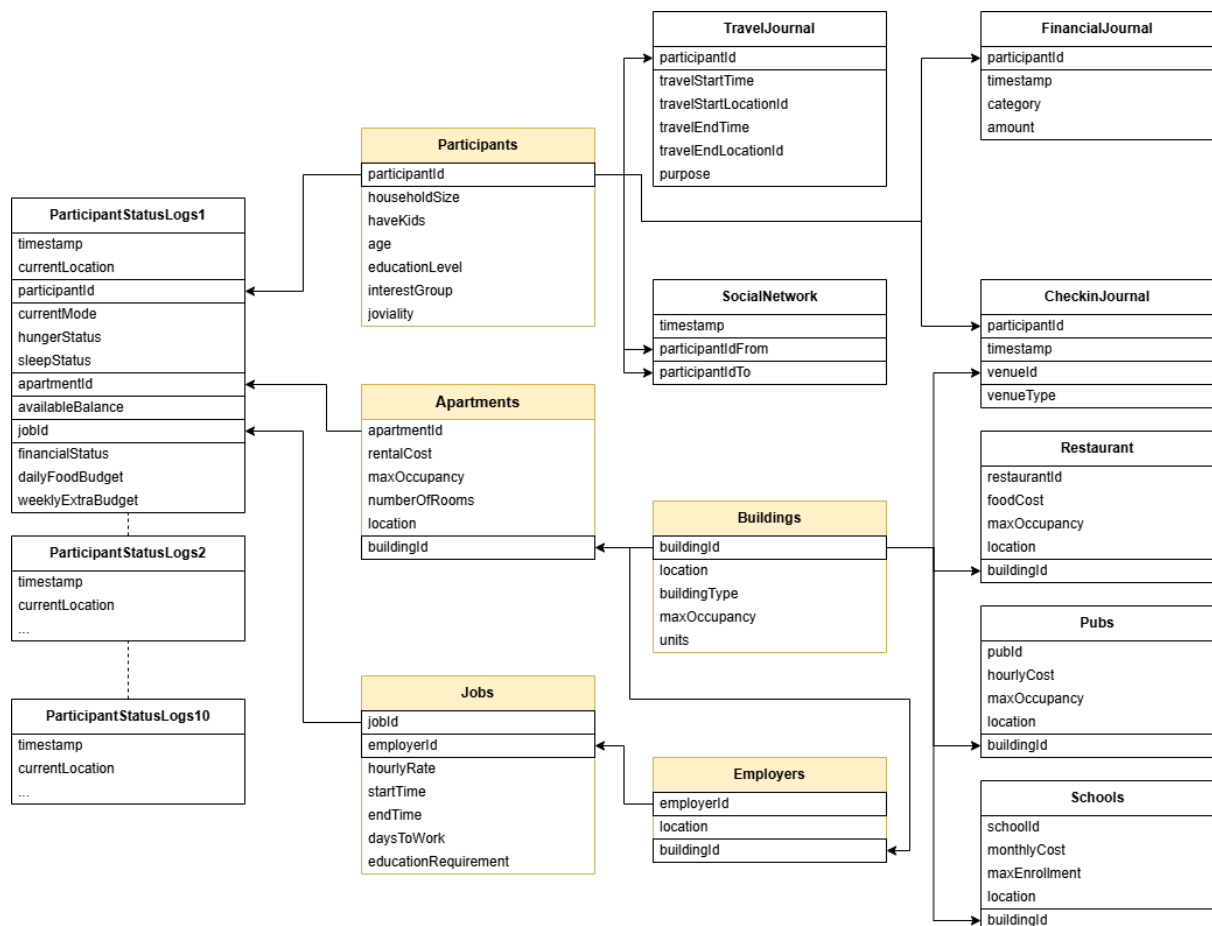 TravelJournal
participantId
travelStartTime
travelStartLocationId
travelEndTime
travelEndLocationId
purpose
FinancialJournal
participantId
timestamp
category
amount
Participants
participantId
householdSize
haveKids
age
educationLevel
interestGroup
joviality
ParticipantStatusLogs1
timestamp
currentLocation
participantId
currentMode
hungerStatus
sleepStatus
apartmentId
availableBalance
jobId
financialStatus
dailyFoodBudget
weeklyExtraBudget
SocialNetwork
timestamp
participantIdFrom
participantIdTo
CheckinJournal
participantId
timestamp
venueId
venueType
Apartments
apartmentId
rentalCost
maxOccupancy
numberOfRooms
location
buildingId
Restaurant
restaurantId
foodCost
maxOccupancy
location
buildingId
Buildings
buildingId
location
buildingType
maxOccupancy
units
ParticipantStatusLogs2
timestamp
currentLocation
...
Pubs
pubId
hourlyCost
maxOccupancy
location
buildingId
Jobs
jobId
employerId
hourlyRate
startTime
endTime
daysToWork
educationRequirement
ParticipantStatusLogs10
timestamp
currentLocation
...
Employers
employerId
location
buildingId
Schools
schoolId
monthlyCost
maxEnrollment
location
buildingId